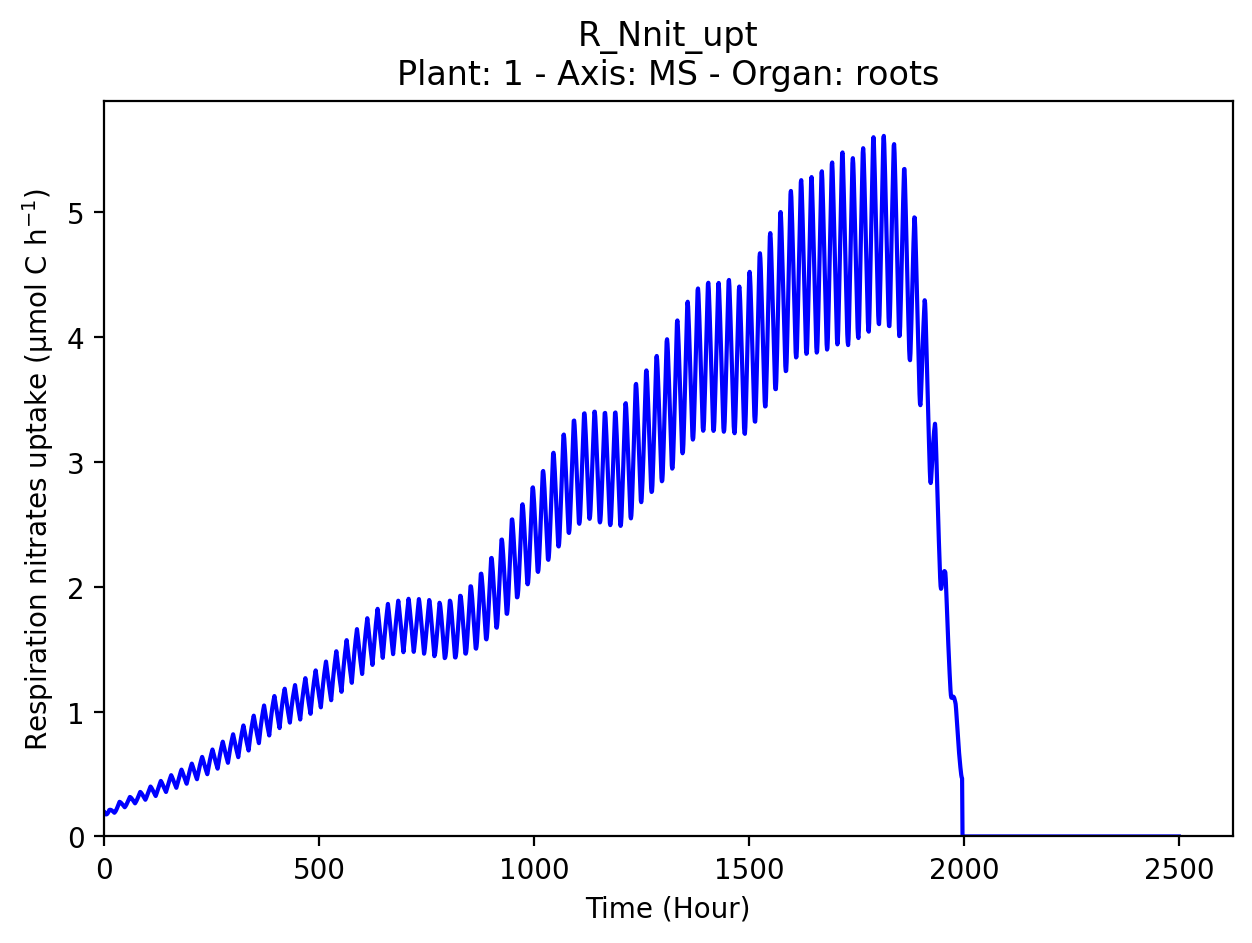 R_Nnit_upt
Plant: 1 - Axis: MS - Organ: roots
Respiration nitrates uptake (µmol C h⁻¹)
5
4
3
2
1
0
0 500 1000 1500 2000 2500
Time (Hour)